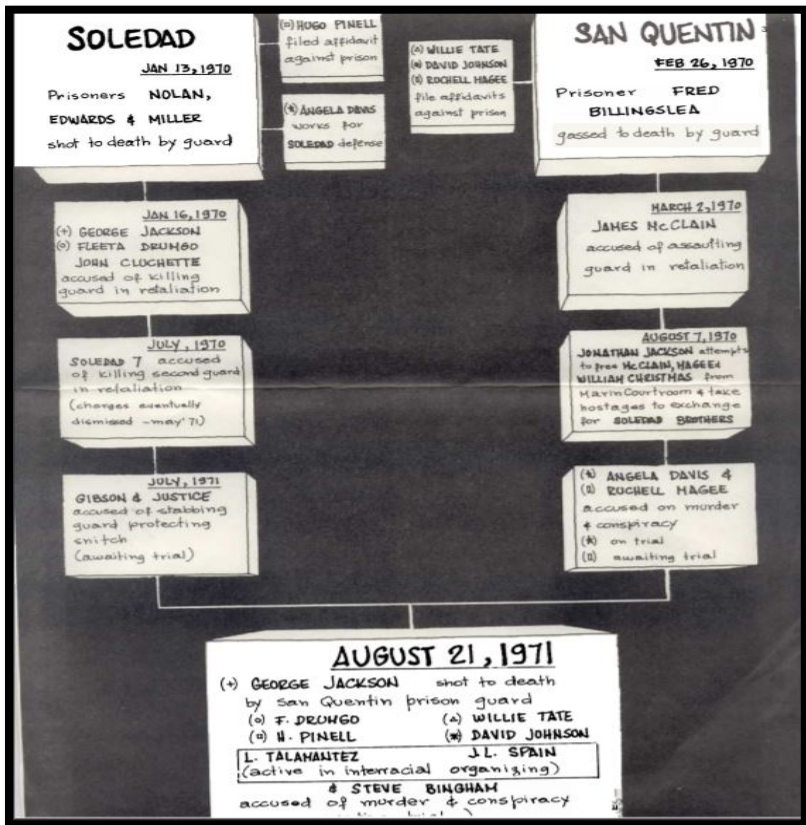 SOLEDAD
JAN 13, 1970
Prisoners NOLAN,
EDWARDS & MILLER
shot to death by guard
(o) HUGO PINELL
filed affidavit
against prison
(*) ANGELA DAVIS
works for
SOLEDAD defense
(△) WILLIE TATE
(*) DAVID JOHNSON
(□) ROCHELL MAGEE
file affidavits
against prison
SAN QUENTIN
FEB 26, 1970
Prisoner FRED
BILLINGSLEA
gassed to death by guard
JAN 16, 1970
(+) GEORGE JACKSON
(o) FLEETA DRUMGO
JOHN CLUCHETTE
accused of killing
guard in retaliation
JULY, 1970
SOLEDAD 7 accused
of killing second guard
in retaliation
(charges eventually
dismissed - may '71)
JULY, 1971
GIBSON & JUSTICE
accused of stabbing
guard protecting
snitch
(awaiting trial)
MARCH 2, 1970
JAMES McCLAIN
accused of assaulting
guard in retaliation
AUGUST 7, 1970
JONATHAN JACKSON attempts
to free McCLAIN, MAGEE &
WILLIAM CHRISTMAS from
Marin Courtroom & take
hostages to exchange
for SOLEDAD BROTHERS
(*) ANGELA DAVIS &
(□) RUCHELL MAGEE
accused on murder
& conspiracy
(*) on trial
(□) awaiting trial
AUGUST 21, 1971
(+) GEORGE JACKSON shot to death
by San Quentin prison guard
(o) F. DRUMGO (△) WILLIE TATE
(□) H. PINELL (*) DAVID JOHNSON
L. TALAMANTEZ J.L. SPAIN
(active in interracial organizing)
& STEVE BINGHAM
accused of murder & conspiracy